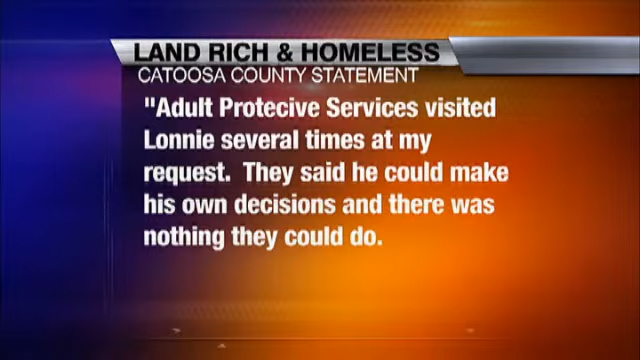 LAND RICH & HOMELESS
CATOOSA COUNTY STATEMENT
"Adult Protecive Services visited
Lonnie several times at my
request. They said he could make
his own decisions and there was
nothing they could do.